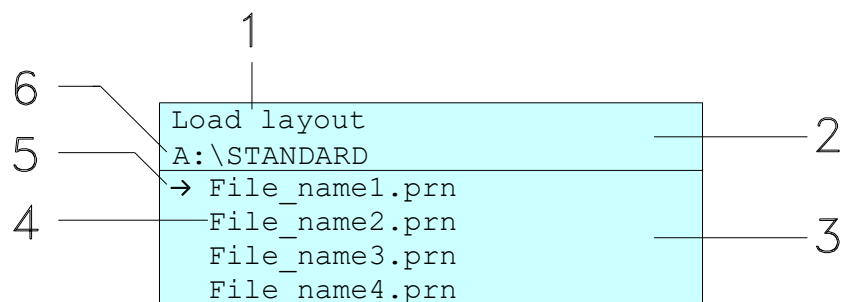 1
6
Load layout
2
5
A:\STANDARD
→ File_name1.prn
4
File_name2.prn
3
File_name3.prn
File_name4.prn